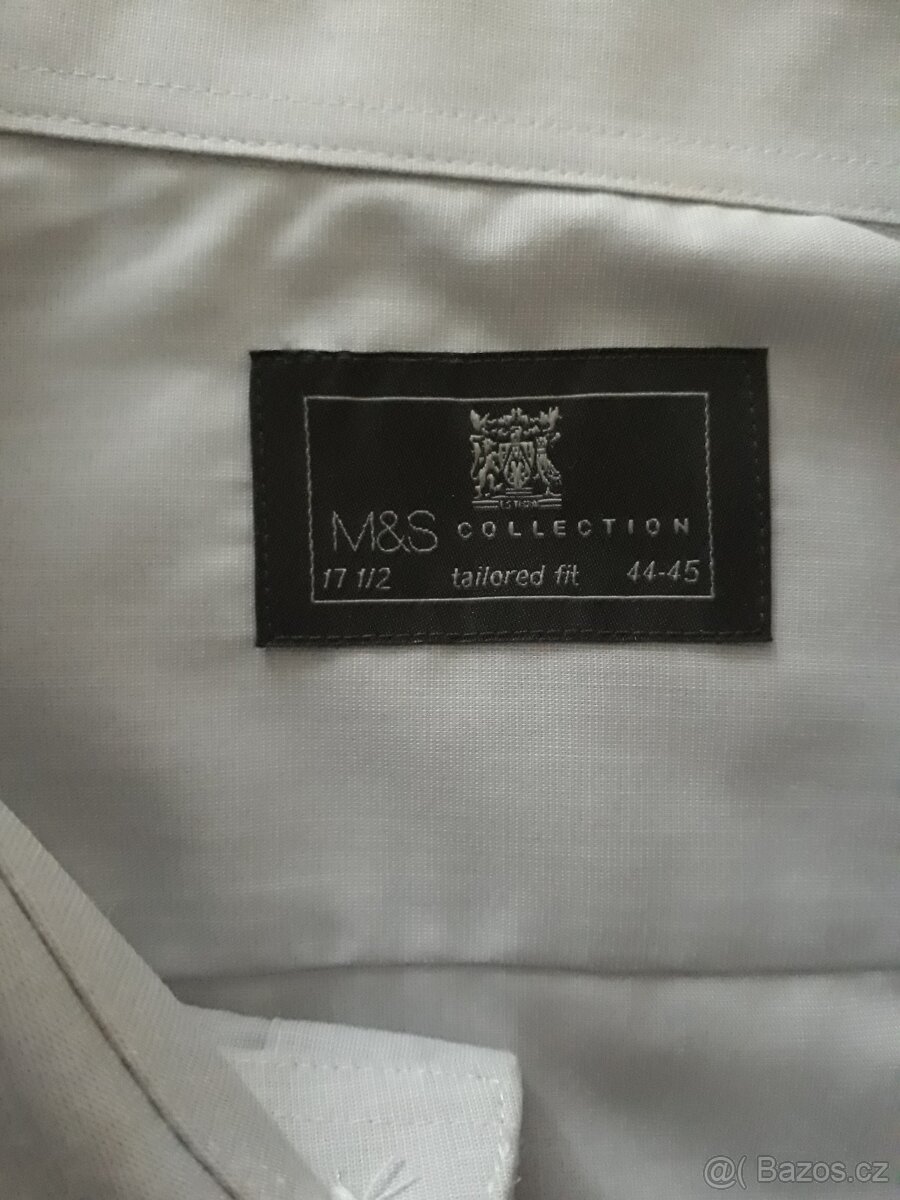 M&S COLLECTION
17 1/2 tailored fit 44-45
@( Bazos.cz